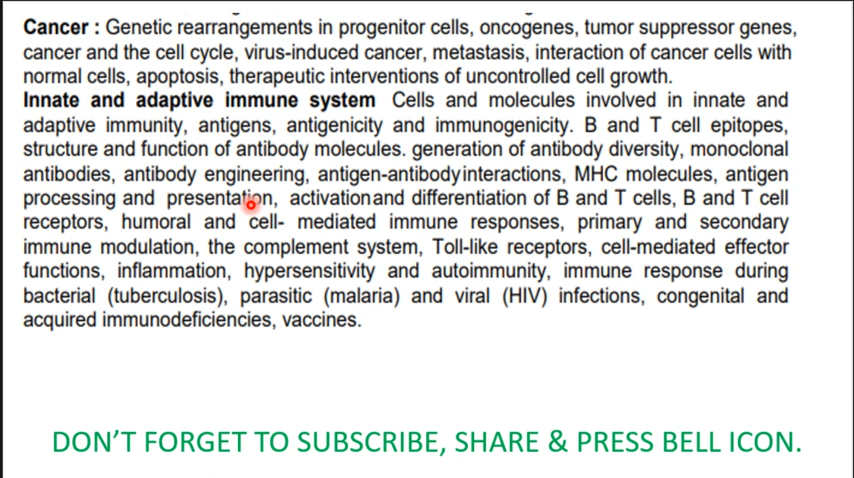 Cancer : Genetic rearrangements in progenitor cells, oncogenes, tumor suppressor genes,
cancer and the cell cycle, virus-induced cancer, metastasis, interaction of cancer cells with
normal cells, apoptosis, therapeutic interventions of uncontrolled cell growth.
Innate and adaptive immune system Cells and molecules involved in innate and
adaptive immunity, antigens, antigenicity and immunogenicity. B and T cell epitopes,
structure and function of antibody molecules. generation of antibody diversity, monoclonal
antibodies, antibody engineering, antigen-antibody interactions, MHC molecules, antigen
processing and presentation, activation and differentiation of B and T cells, B and T cell
receptors, humoral and cell- mediated immune responses, primary and secondary
immune modulation, the complement system, Toll-like receptors, cell-mediated effector
functions, inflammation, hypersensitivity and autoimmunity, immune response during
bacterial (tuberculosis), parasitic (malaria) and viral (HIV) infections, congenital and
acquired immunodeficiencies, vaccines.
DON'T FORGET TO SUBSCRIBE, SHARE & PRESS BELL ICON.